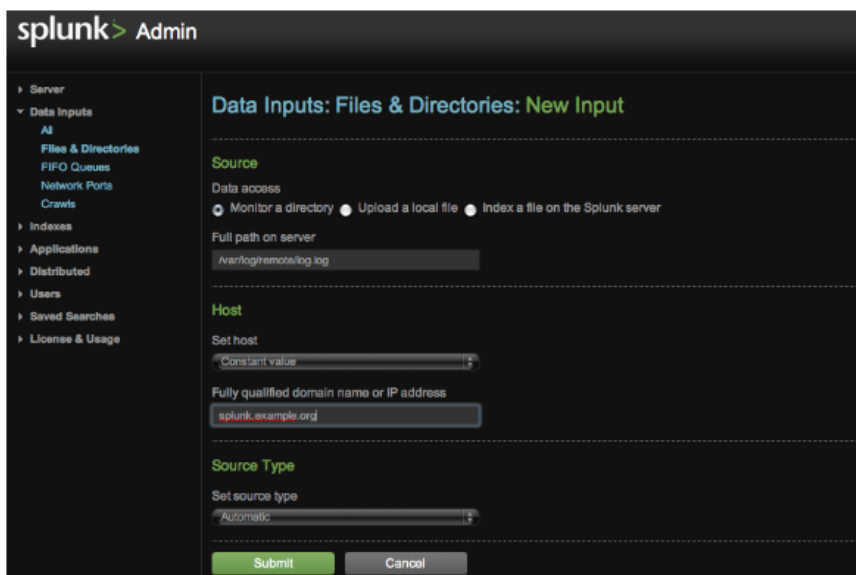 splunk> Admin
Server
Data Inputs
All
Files & Directories
FIFO Queues
Network Ports
Crawls
Indexes
Applications
Distributed
Users
Saved Searches
License & Usage
Data Inputs: Files & Directories: New Input
Source
Data access
Monitor a directory Upload a local file Index a file on the Splunk server
Full path on server
/var/log/remote/log.log
Host
Set host
Constant value
Fully qualified domain name or IP address
splunk.example.org
Source Type
Set source type
Automatic
Submit Cancel